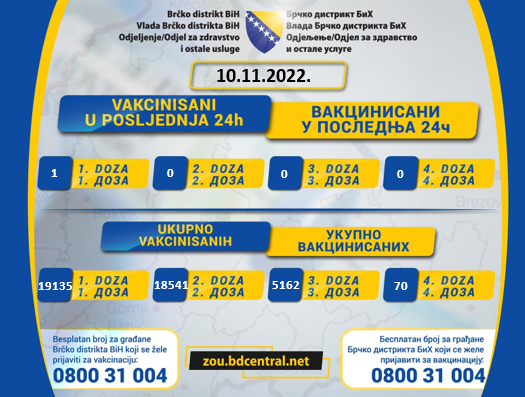 Brčko distrikt BiH
Vlada Brčko distrikta BiH
Odjeljenje/Odjel za zdravstvo
i ostale usluge
Брчко дистрикт БиХ
Влада Брчко дистрикта БиХ
Одјељење/Одјел за здравство
и остале услуге
10.11.2022.
VAKCINISANI
U POSLJEDNJA 24h
ВАКЦИНИСАНИ
У ПОСЛЕДЊА 24ч
1 1. DOZA
1. ДОЗА
0 2. DOZA
2. ДОЗА
0 3. DOZA
3. ДОЗА
0 4. DOZA
4. ДОЗА
UKUPNO
VAKCINISANIH
УКУПНО
ВАКЦИНИСАНИХ
19135 1. DOZA
1. ДОЗА
18541 2. DOZA
2. ДОЗА
5162 3. DOZA
3. ДОЗА
70 4. DOZA
4. ДОЗА
Besplatan broj za građane
Brčko distrikta BiH koji se žele
prijaviti za vakcinaciju:
0800 31 004
zou.bdcentral.net
Бесплатан број за грађане
Брчко дистрикта БиХ који се желе
пријавити за вакцинацију:
0800 31 004